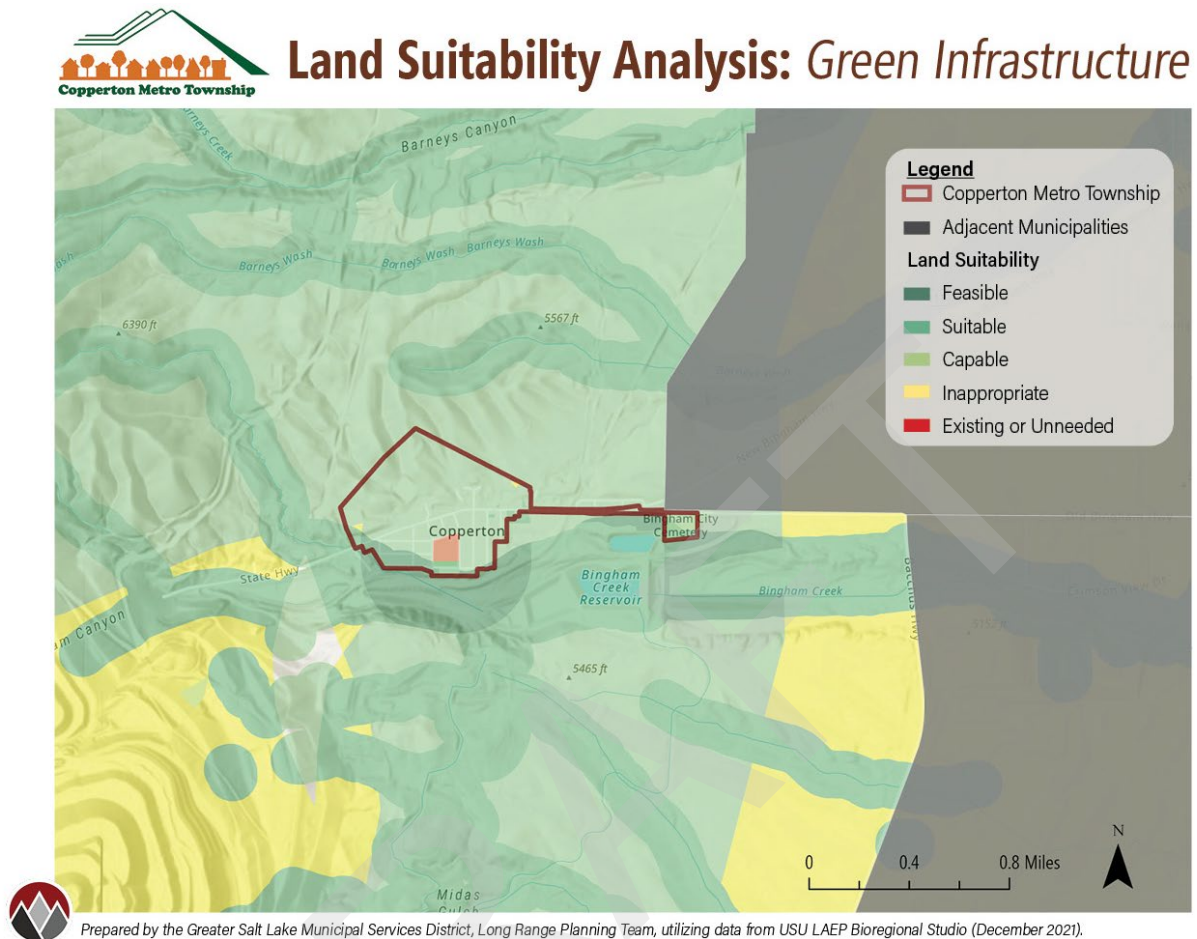 Copperton Metro Township
Land Suitability Analysis: Green Infrastructure
Barneys Creek
Barneys Canyon
Legend
Copperton Metro Township
Adjacent Municipalities
Land Suitability
Feasible
Suitable
Capable
Inappropriate
Existing or Unneeded
Barneys Wash
Barneys Wash
Barneys Wash
6390 ft
5567 ft
Copperton
Bingham City
Cemetery
State Hwy
Bingham
Creek
Reservoir
Bingham Creek
Bacchus Hwy
5152 ft
5465 ft
Midas
Gulch
N
0 0.4 0.8 Miles
Prepared by the Greater Salt Lake Municipal Services District, Long Range Planning Team, utilizing data from USU LAEP Bioregional Studio (December 2021).